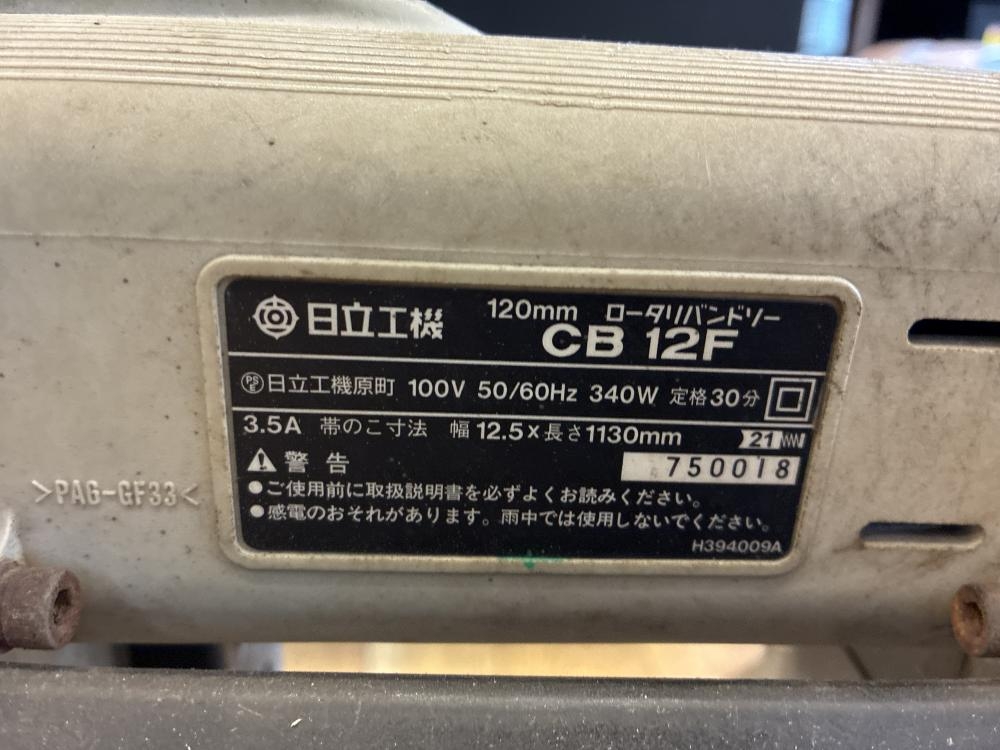 日立工機 120mm ロータリバンドソー
CB 12F
PSE 日立工機原町 100V 50/60Hz 340W 定格30分
3.5A 帯のこ寸法 幅12.5×長さ1130mm 21
警告 750018
●ご使用前に取扱説明書を必ずよくお読みください。
●感電のおそれがあります。雨中では使用しないでください。
H394009A
>PA6-GF33<